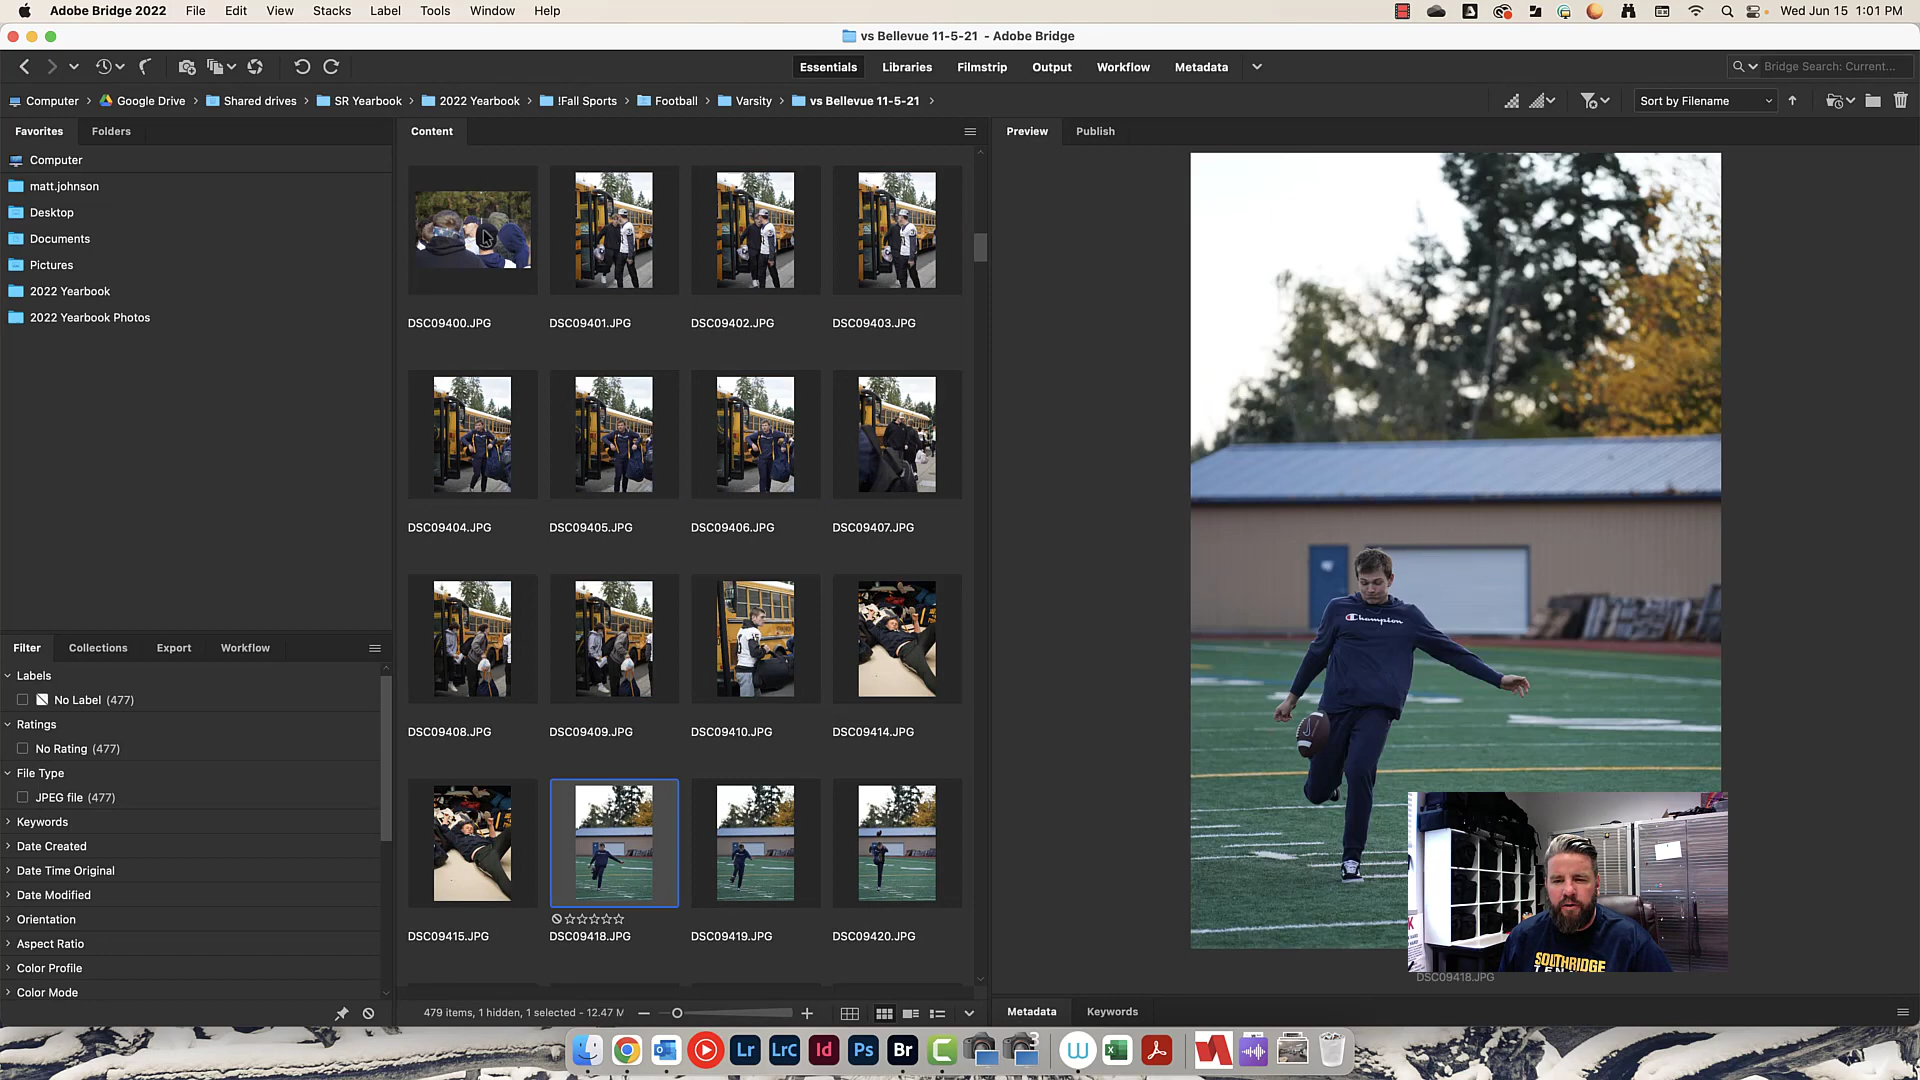 Adobe Bridge 2022 File Edit View Stacks Label Tools Window Help Wed Jun 15 1:01 PM
vs Bellevue 11-5-21 - Adobe Bridge
Essentials Libraries Filmstrip Output Workflow Metadata Bridge Search: Current...
Computer Google Drive Shared drives SR Yearbook 2022 Yearbook !Fall Sports Football Varsity vs Bellevue 11-5-21 Sort by Filename
Favorites Folders
Computer
matt.johnson
Desktop
Documents
Pictures
2022 Yearbook
2022 Yearbook Photos
Filter Collections Export Workflow
Labels
No Label (477)
Ratings
No Rating (477)
File Type
JPEG file (477)
Keywords
Date Created
Date Time Original
Date Modified
Orientation
Aspect Ratio
Color Profile
Color Mode
Content
DSC09400.JPG DSC09401.JPG DSC09402.JPG DSC09403.JPG
DSC09404.JPG DSC09405.JPG DSC09406.JPG DSC09407.JPG
DSC09408.JPG DSC09409.JPG DSC09410.JPG DSC09414.JPG
DSC09415.JPG DSC09418.JPG DSC09419.JPG DSC09420.JPG
479 items, 1 hidden, 1 selected - 12.47 M
Preview Publish
Champion
SOUTHRIDGE
DSC09418.JPG
Metadata Keywords
Lr LrC Id Ps Br C W X